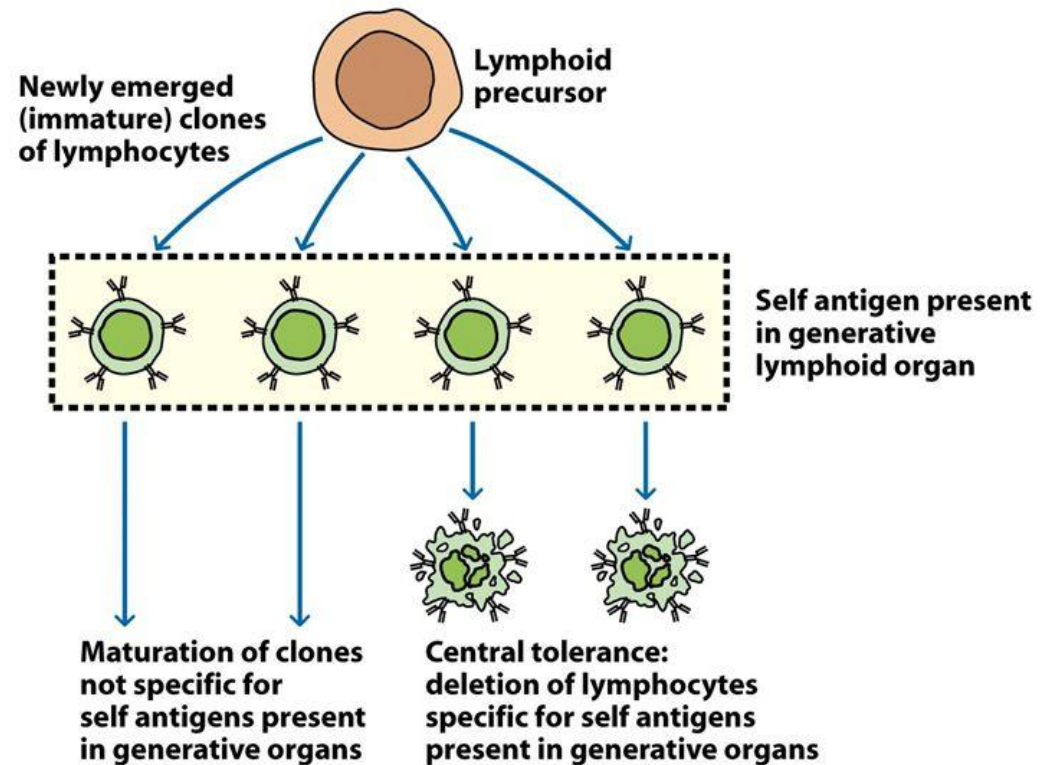 Lymphoid
precursor
Newly emerged
(immature) clones
of lymphocytes
Self antigen present
in generative
lymphoid organ
Maturation of clones
not specific for
self antigens present
in generative organs
Central tolerance:
deletion of lymphocytes
specific for self antigens
present in generative organs